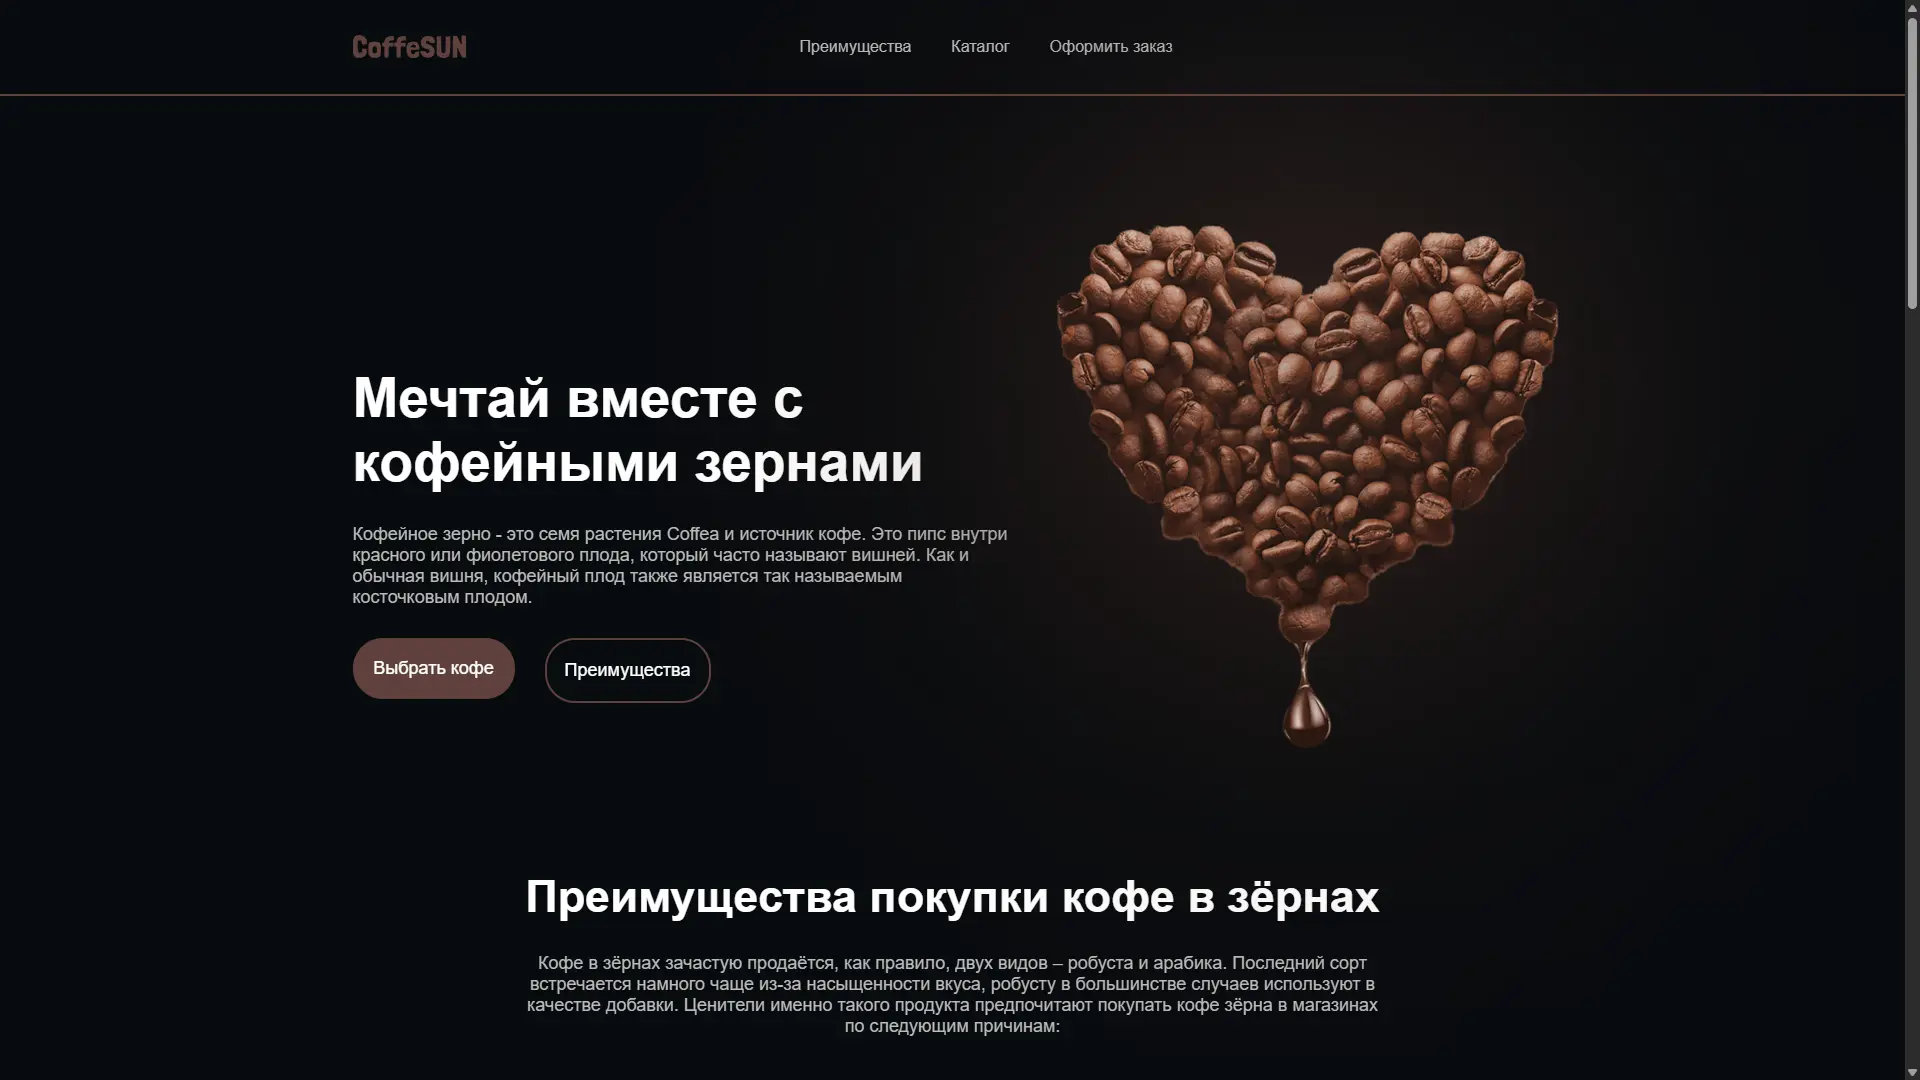 CoffeSUN
Преимущества
Каталог
Оформить заказ
Мечтай вместе с
кофейными зернами
Кофейное зерно - это семя растения Coffea и источник кофе. Это пипс внутри
красного или фиолетового плода, который часто называют вишней. Как и
обычная вишня, кофейный плод также является так называемым
косточковым плодом.
Выбрать кофе
Преимущества
Преимущества покупки кофе в зёрнах
Кофе в зёрнах зачастую продаётся, как правило, двух видов – робуста и арабика. Последний сорт
встречается намного чаще из-за насыщенности вкуса, робусту в большинстве случаев используют в
качестве добавки. Ценители именно такого продукта предпочитают покупать кофе зёрна в магазинах
по следующим причинам: